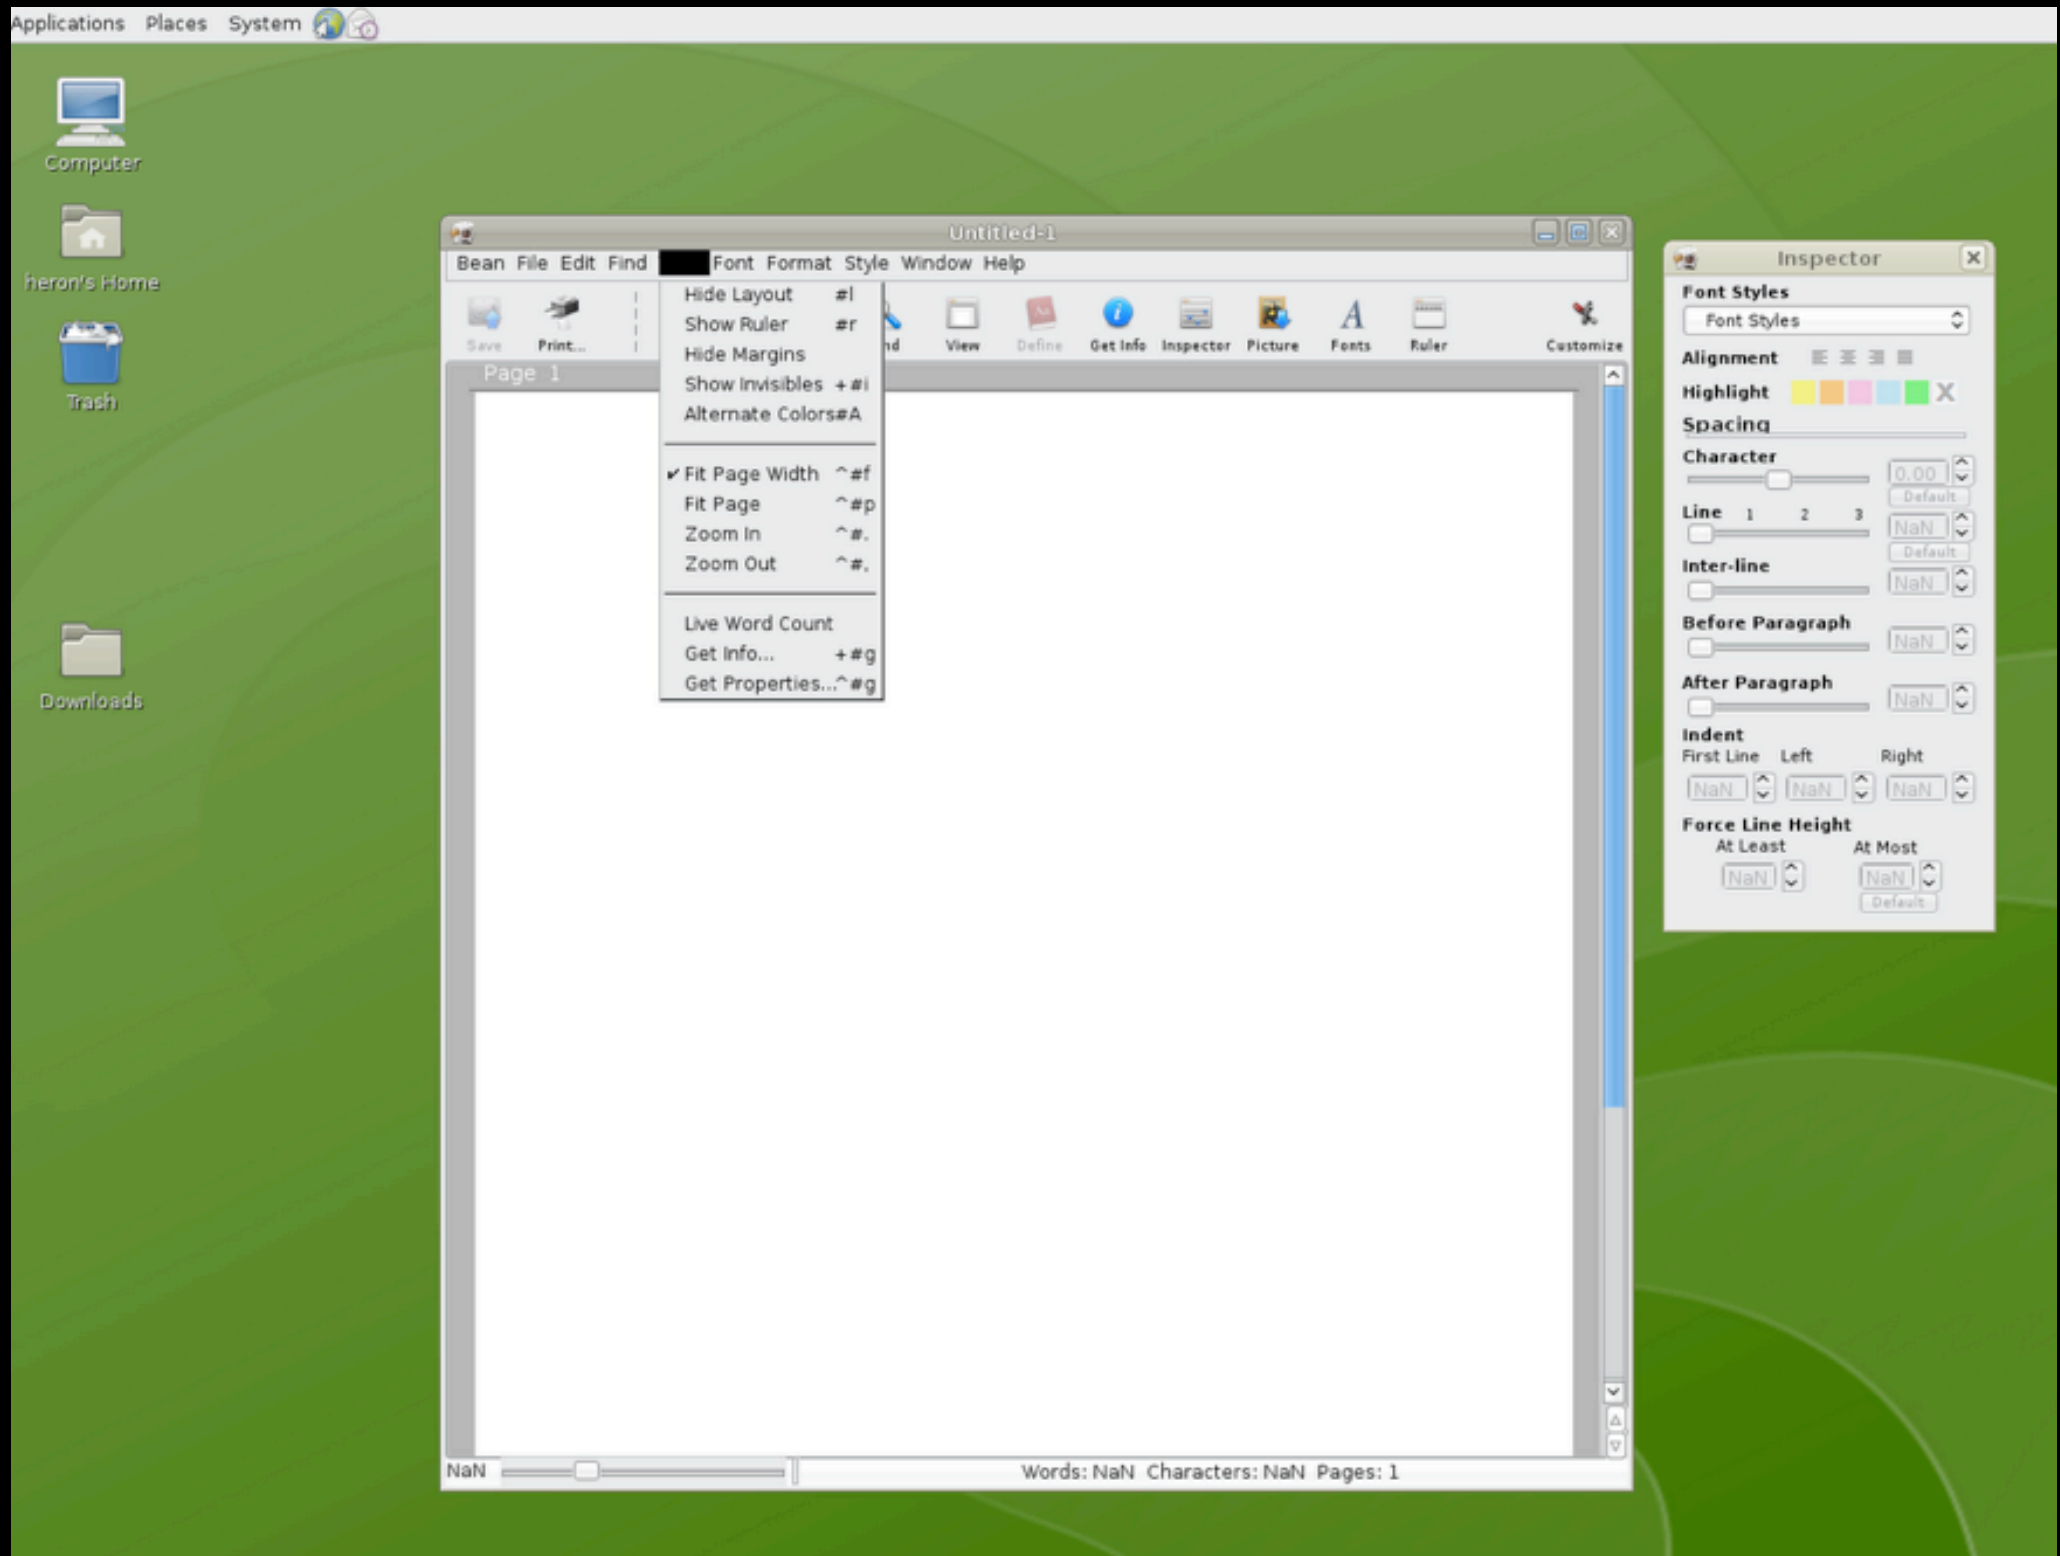 Applications Places System
Computer
heron's Home
Trash
Downloads
Untitled-1
Bean File Edit Find Font Format Style Window Help
Save Print... nd View Define Get Info Inspector Picture Fonts Ruler Customize
Page 1
Hide Layout #l
Show Ruler #r
Hide Margins
Show Invisibles +#i
Alternate Colors#A
✔ Fit Page Width ^#f
Fit Page ^#p
Zoom In ^#.
Zoom Out ^#,
Live Word Count
Get Info... +#g
Get Properties...^#g
NaN
Words: NaN Characters: NaN Pages: 1
Inspector
Font Styles
Font Styles
Alignment
Highlight X
Spacing
Character
0.00
Default
Line 1 2 3
NaN
Default
Inter-line
NaN
Before Paragraph
NaN
After Paragraph
NaN
Indent
First Line Left Right
NaN NaN NaN
Force Line Height
At Least At Most
NaN NaN
Default